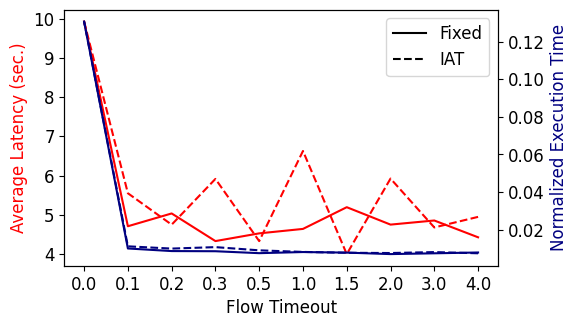 Average Latency (sec.)
10
9
8
7
6
5
4
0.0 0.1 0.2 0.3 0.5 1.0 1.5 2.0 3.0 4.0
Flow Timeout
Fixed
IAT
0.12
0.10
0.08
0.06
0.04
0.02
Normalized Execution Time